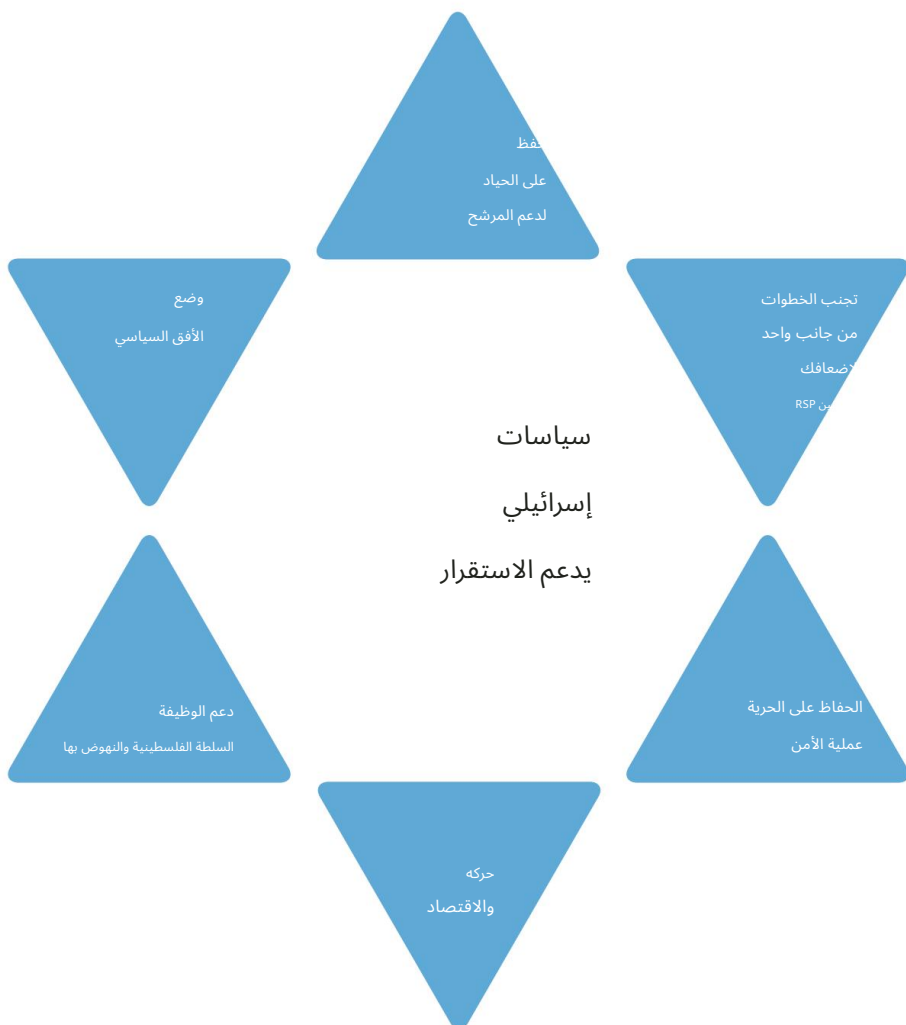 على الحياد
لدعم المرشح
تجنب الخطوات
من جانب واحد
لاضعافك
RSP
وضع
الأفق السياسي
سياسات
إسرائيلي
يدعم الاستقرار
الحفاظ على الحرية
عملية الأمن
دعم الوظيفة
السلطة الفلسطينية والنهوض بها
حركه
والاقتصاد